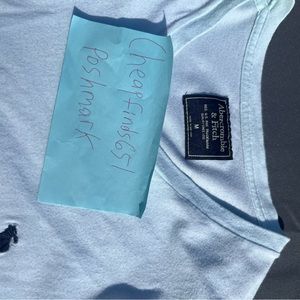 Cheapfinds651
Poshmark
Abercrombie
& Fitch
M